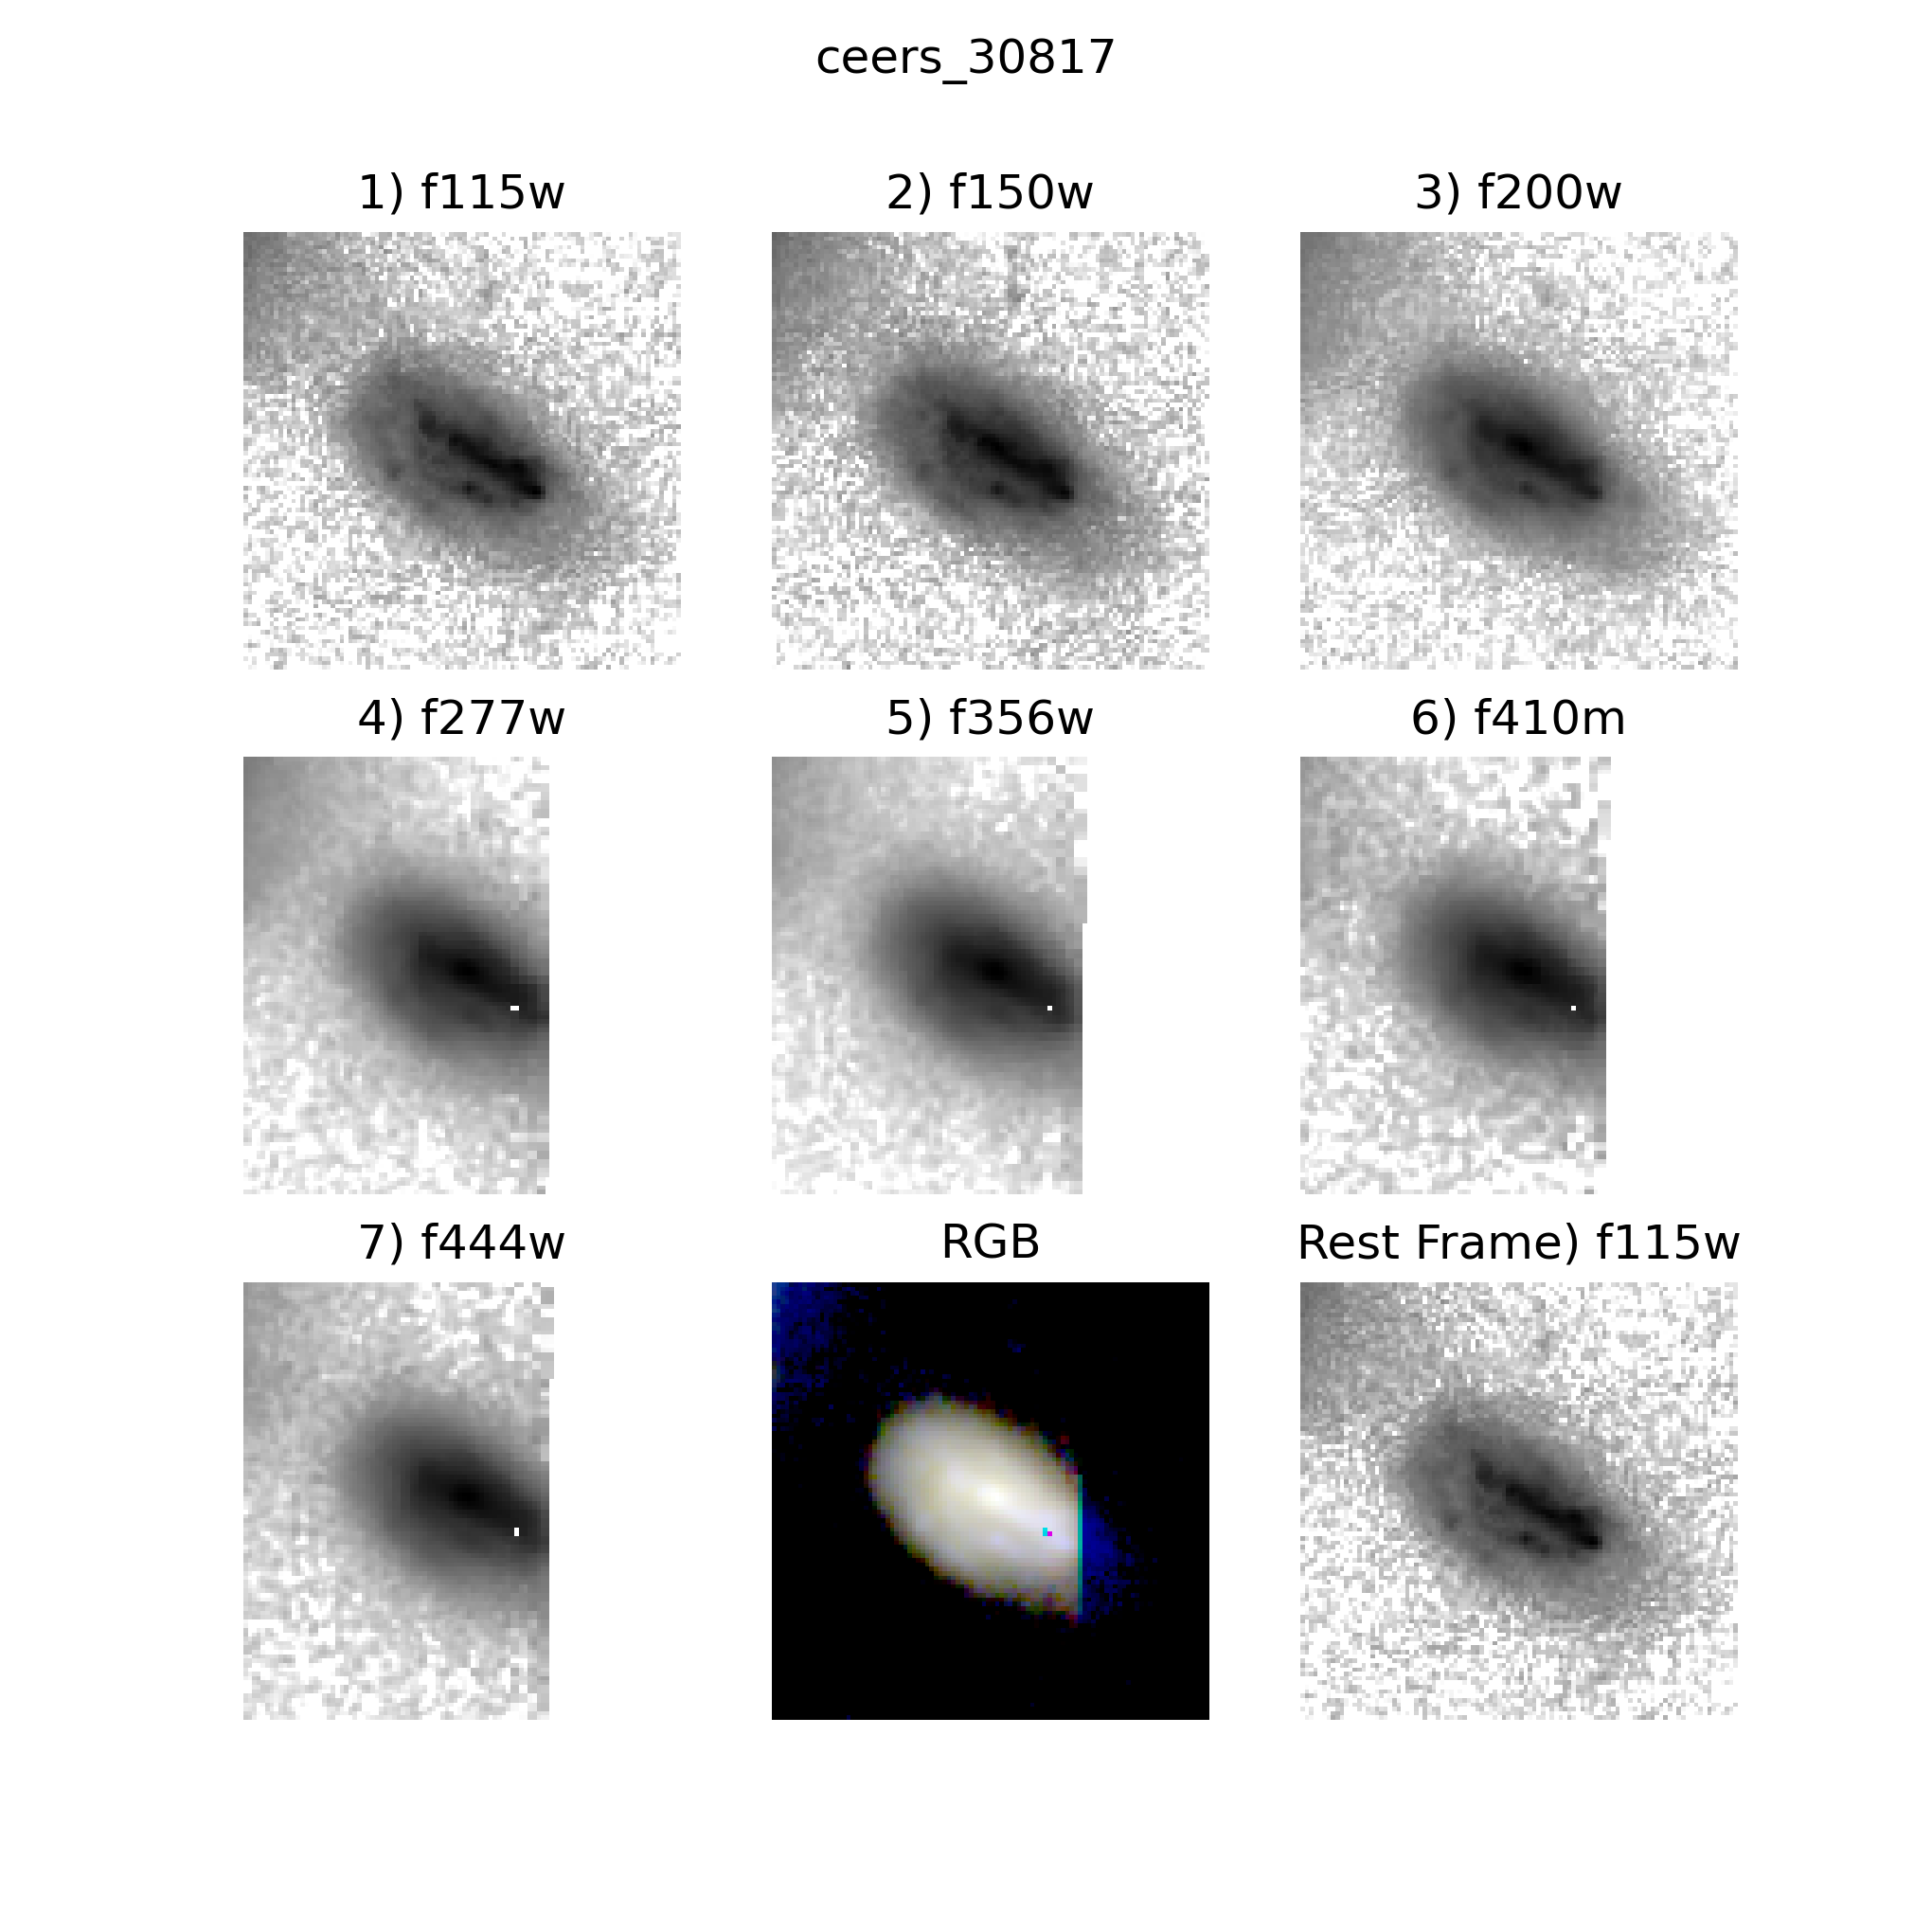 ceers_30817
1) f115w
2) f150w
3) f200w
4) f277w
5) f356w
6) f410m
7) f444w
RGB
Rest Frame) f115w